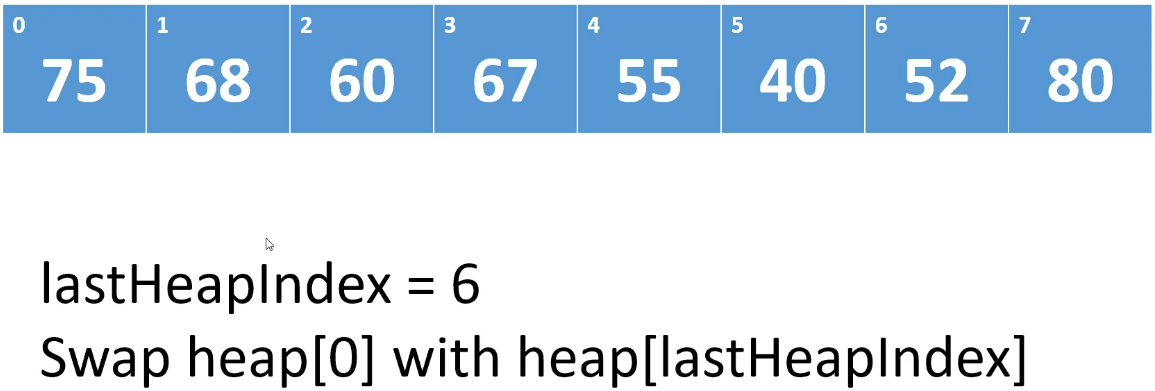 0 1 2 3 4 5 6 7
75 68 60 67 55 40 52 80
lastHeapIndex = 6
Swap heap[0] with heap[lastHeapIndex]